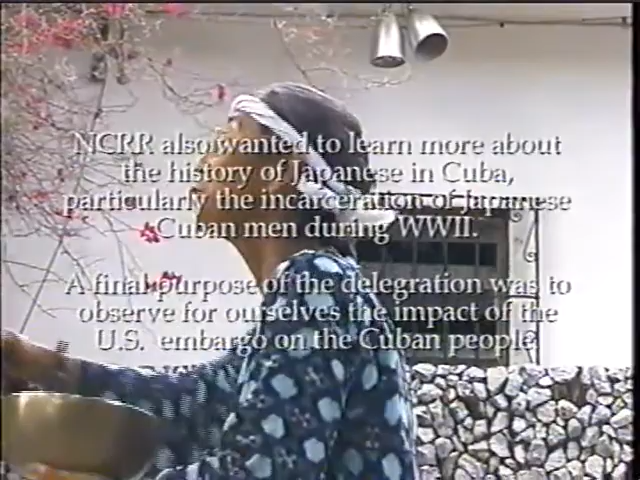 NCRR also wanted to learn more about
the history of Japanese in Cuba,
particularly the incarceration of Japanese
Cuban men during WWII.
A final purpose of the delegration was to
observe for ourselves the impact of the
U.S. embargo on the Cuban people.